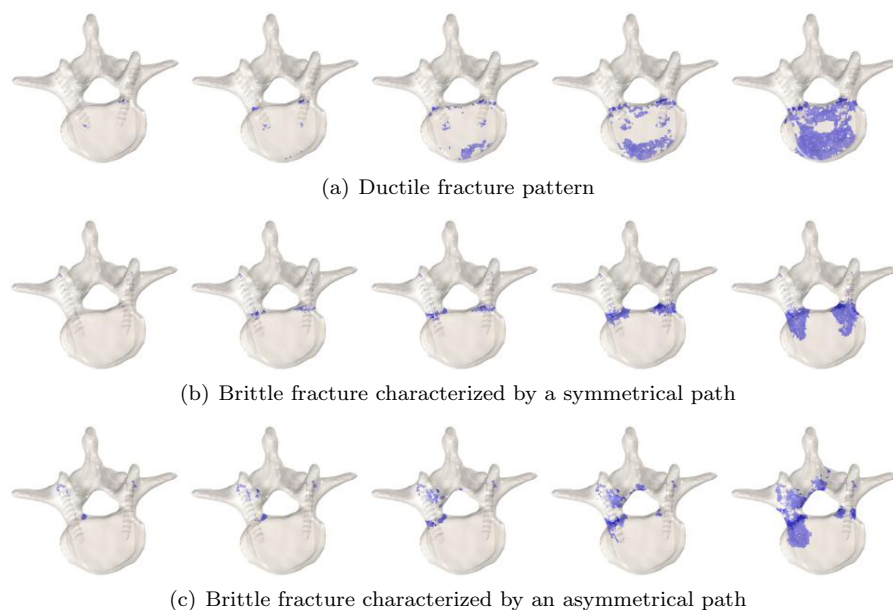 (a) Ductile fracture pattern
(b) Brittle fracture characterized by a symmetrical path
(c) Brittle fracture characterized by an asymmetrical path